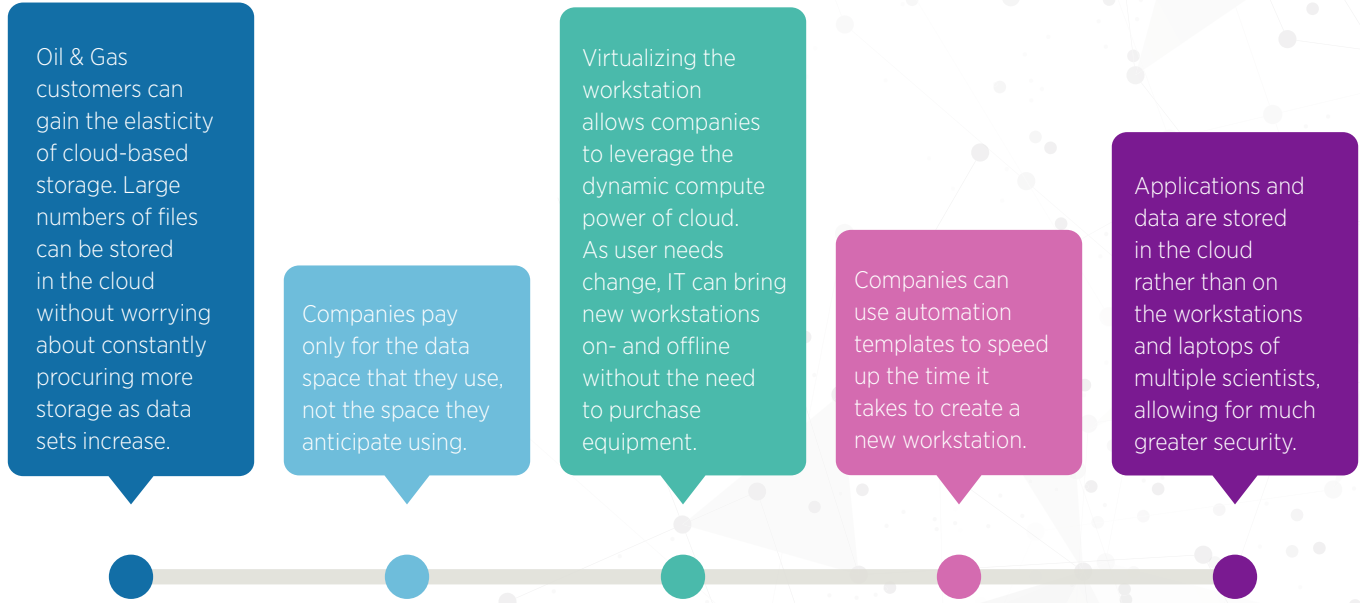 Oil & Gas
customers can
gain the elasticity
of cloud-based
storage. Large
numbers of files
can be stored
in the cloud
without worrying
about constantly
procuring more
storage as data
sets increase.
Companies pay
only for the data
space that they use,
not the space they
anticipate using.
Virtualizing the
workstation
allows companies
to leverage the
dynamic compute
power of cloud.
As user needs
change, IT can bring
new workstations
on- and offline
without the need
to purchase
equipment.
Companies can
use automation
templates to speed
up the time it
takes to create a
new workstation.
Applications and
data are stored
in the cloud
rather than on
the workstations
and laptops of
multiple scientists,
allowing for much
greater security.